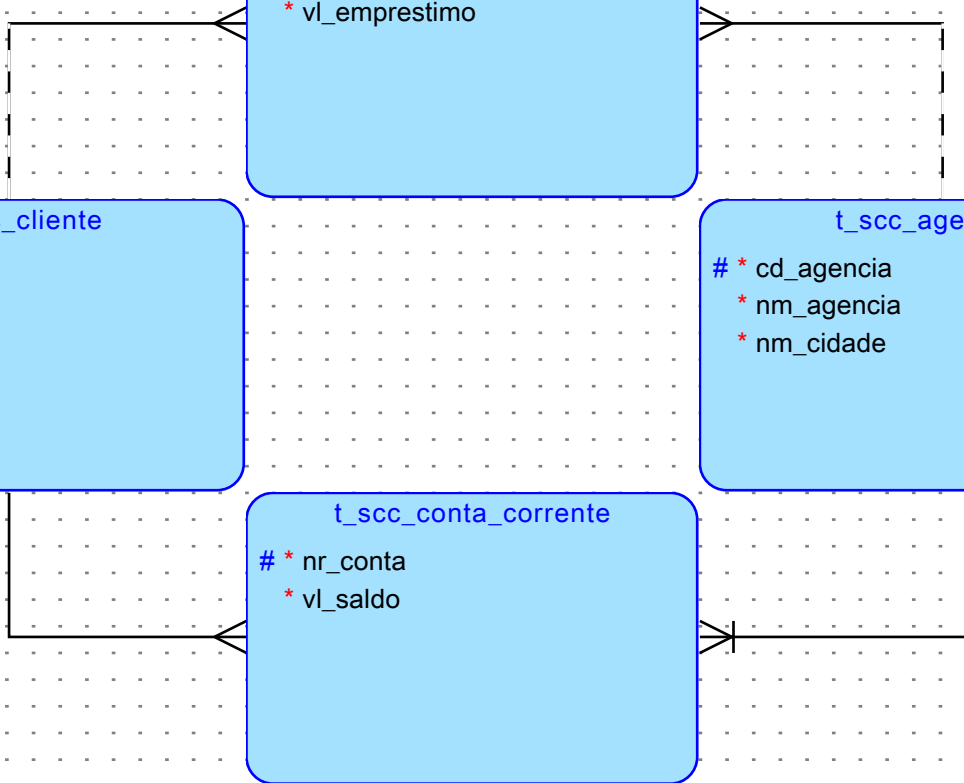 * vl_emprestimo
_cliente
t_scc_age
# * cd_agencia
* nm_agencia
* nm_cidade
t_scc_conta_corrente
# * nr_conta
* vl_saldo